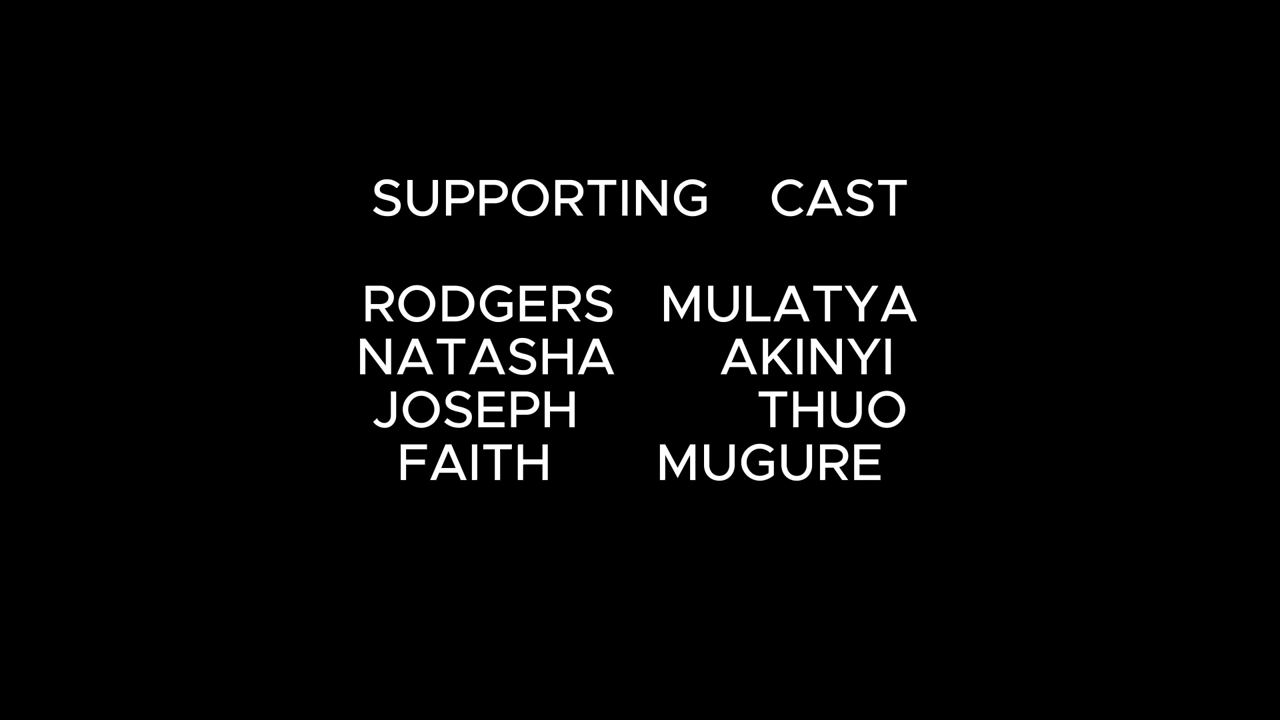 SUPPORTING CAST
RODGERS MULATYA
NATASHA AKINYI
JOSEPH THUO
FAITH MUGURE